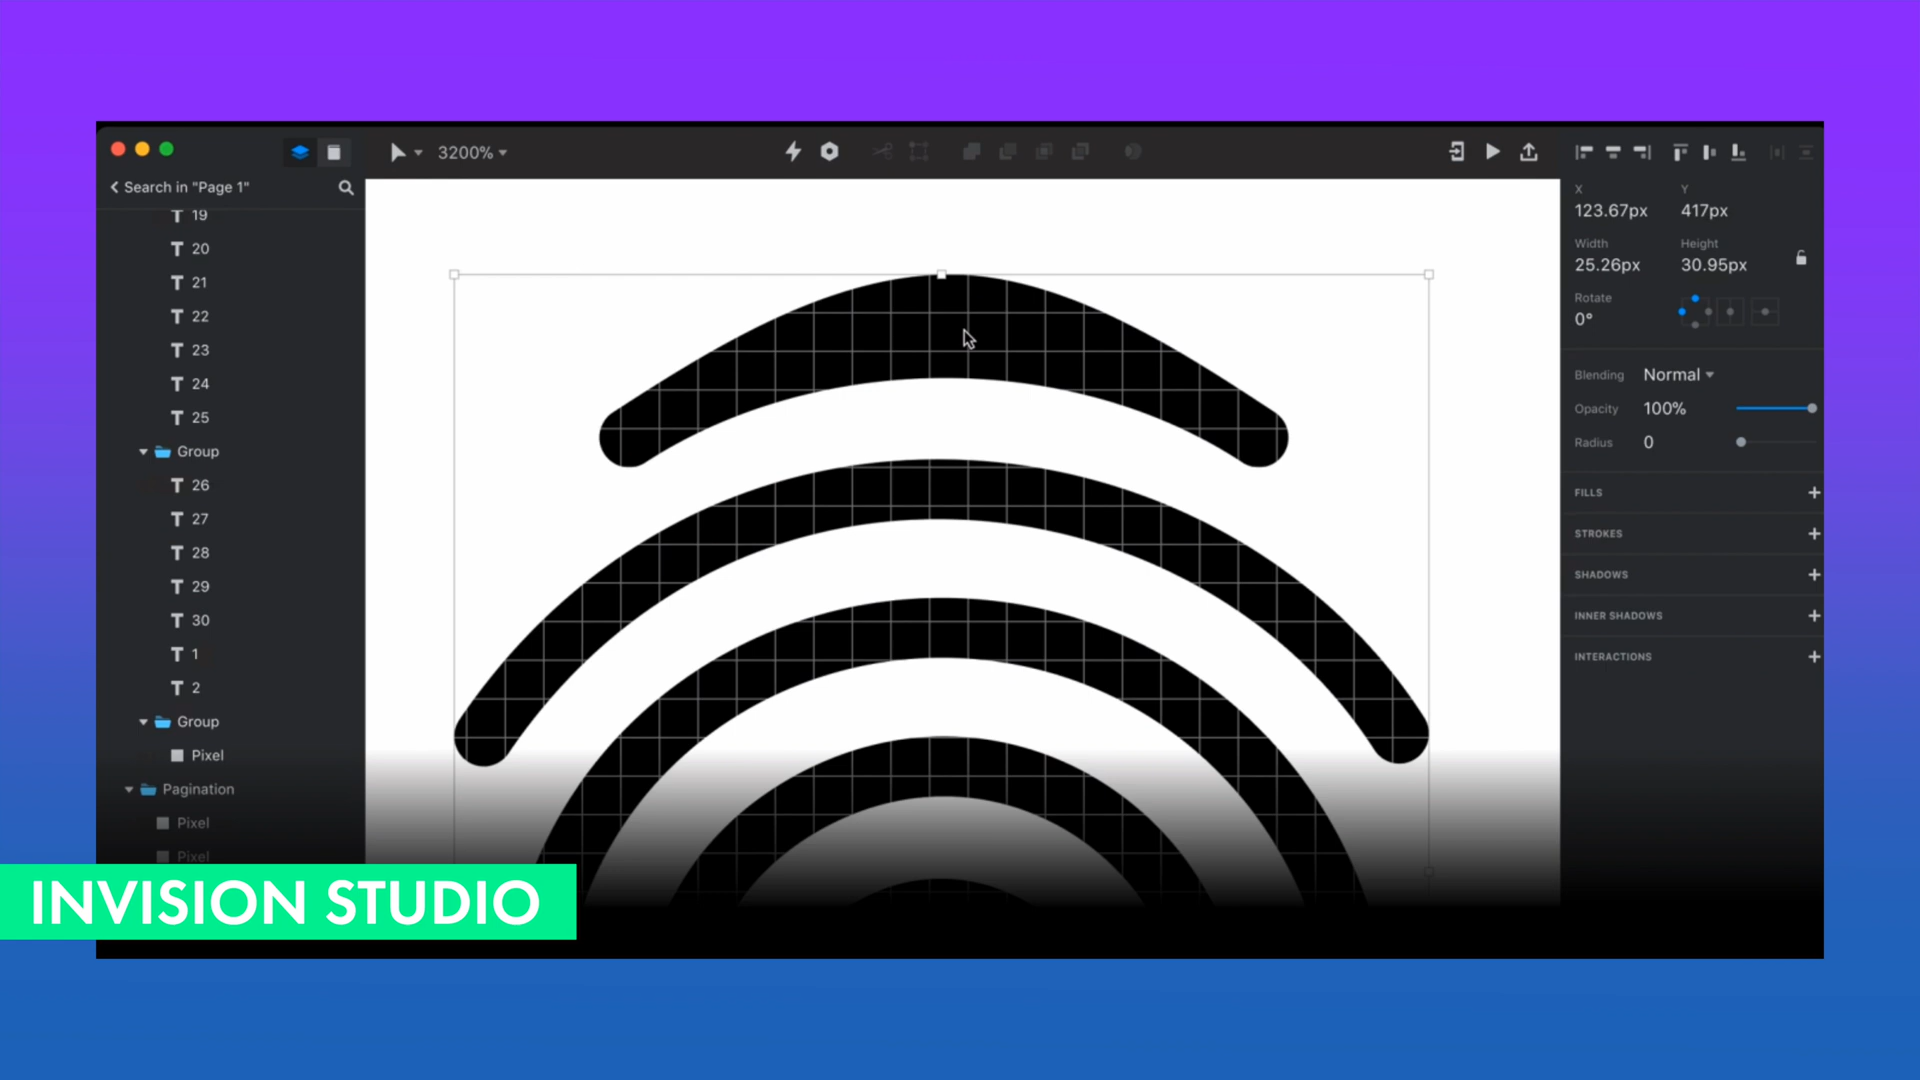 3200%
Search in "Page 1"
19
20
21
22
23
24
25
Group
26
27
28
29
30
1
2
Group
Pixel
Pagination
Pixel
Pixel
X Y
123.67px 417px
Width Height
25.26px 30.95px
Rotate
0°
Blending Normal
Opacity 100%
Radius 0
FILLS
STROKES
SHADOWS
INNER SHADOWS
INTERACTIONS
INVISION STUDIO